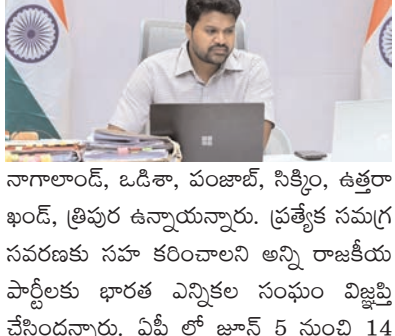 నాగాలాండ్, ఒడిశా, పంజాబ్, సిక్కిం, ఉత్తరా
ఖండ్, త్రిపుర ఉన్నాయన్నారు. ప్రత్యేక సమగ్ర
సవరణకు సహ కరించాలని అన్ని రాజకీయ
పార్టీలకు భారత ఎన్నికల సంఘం విజ్ఞప్తి
చేసిందన్నారు. ఏపీ లో జూన్ 5 నుంచి 14